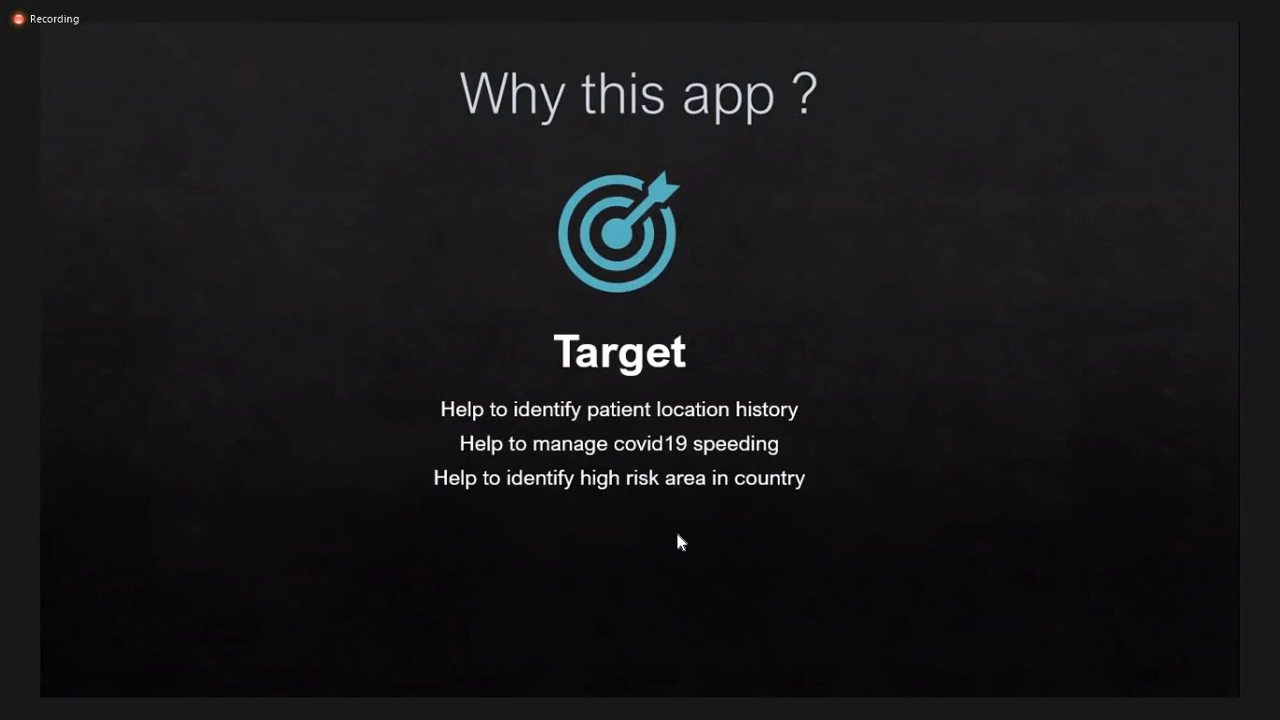 Recording
Why this app ?
Target
Help to identify patient location history
Help to manage covid19 speeding
Help to identify high risk area in country